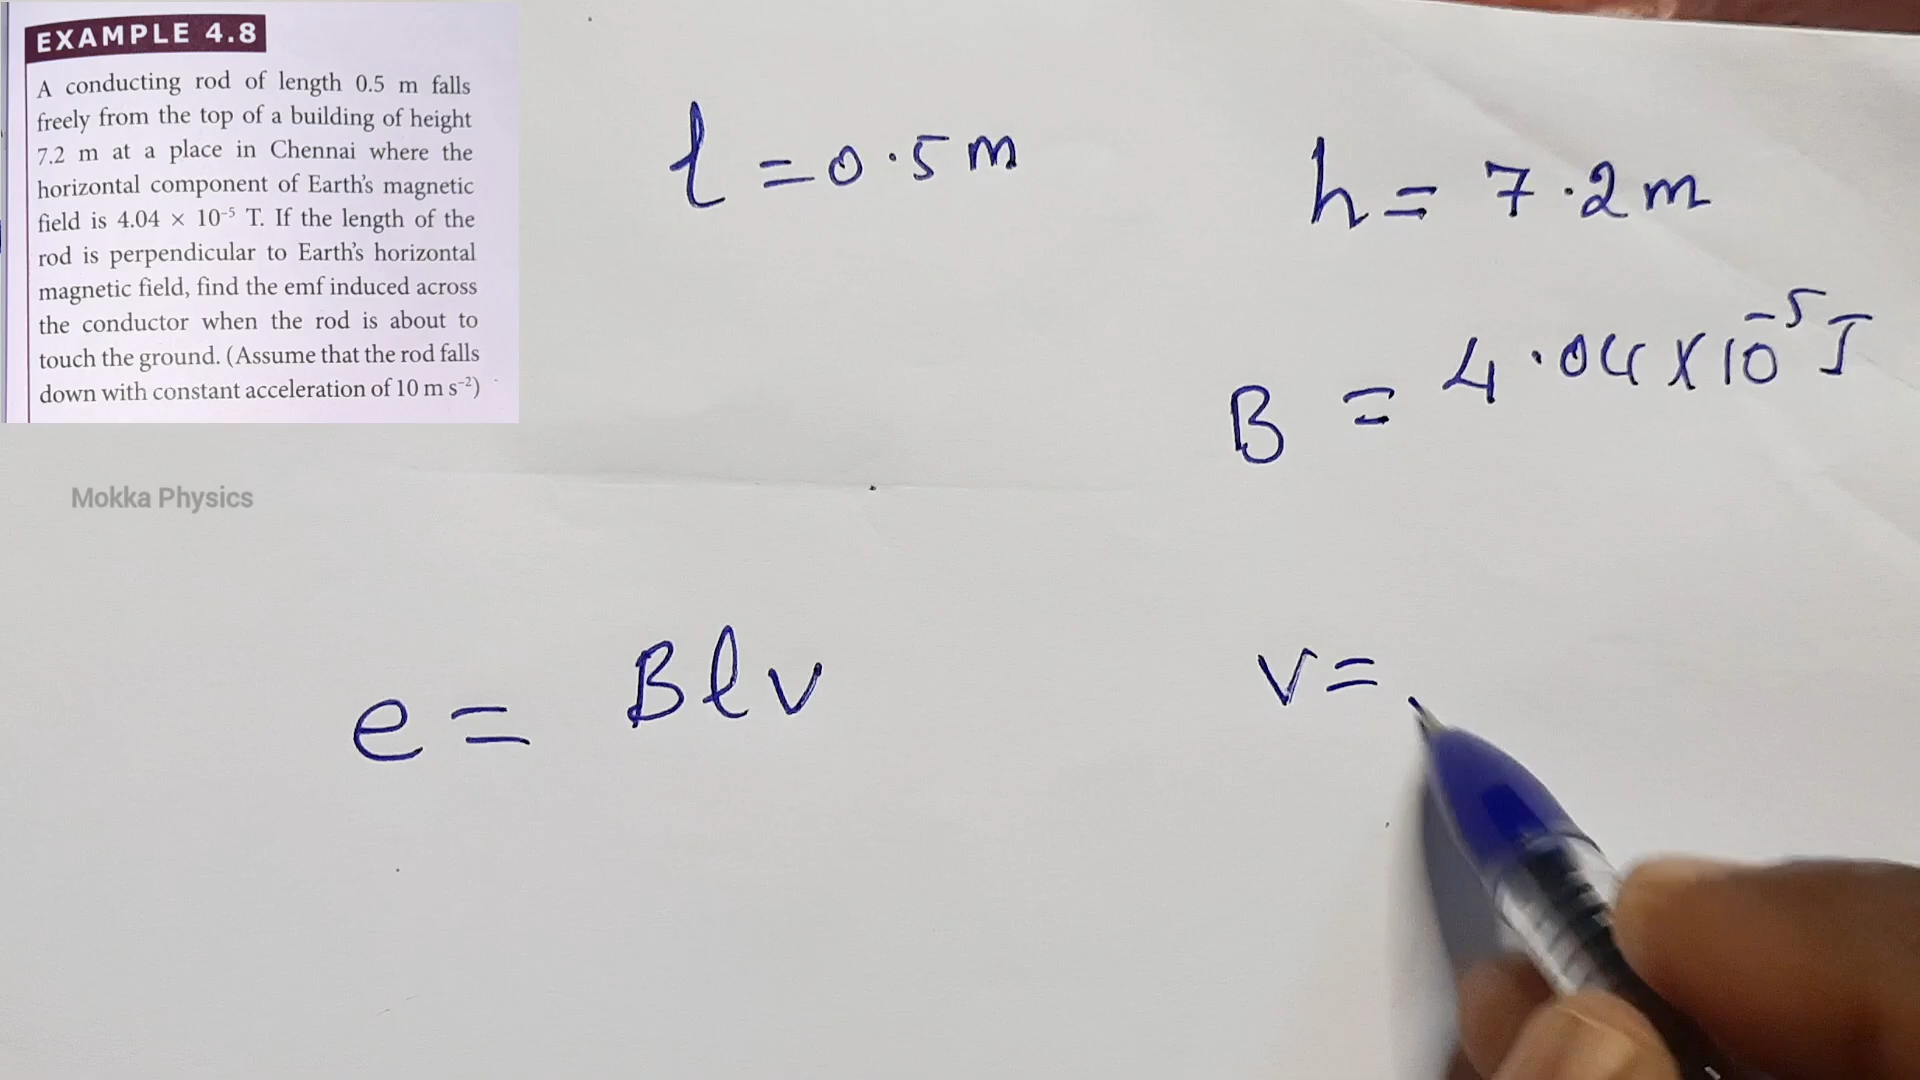 EXAMPLE 4.8
A conducting rod of length 0.5 m falls
freely from the top of a building of height
7.2 m at a place in Chennai where the
horizontal component of Earth's magnetic
field is 4.04 × 10⁻⁵ T. If the length of the
rod is perpendicular to Earth's horizontal
magnetic field, find the emf induced across
the conductor when the rod is about to
touch the ground. (Assume that the rod falls
down with constant acceleration of 10 m s⁻²)
Mokka Physics
l = 0.5 m
h = 7.2 m
B = 4.04 × 10⁻⁵ T
e = Blv
v =